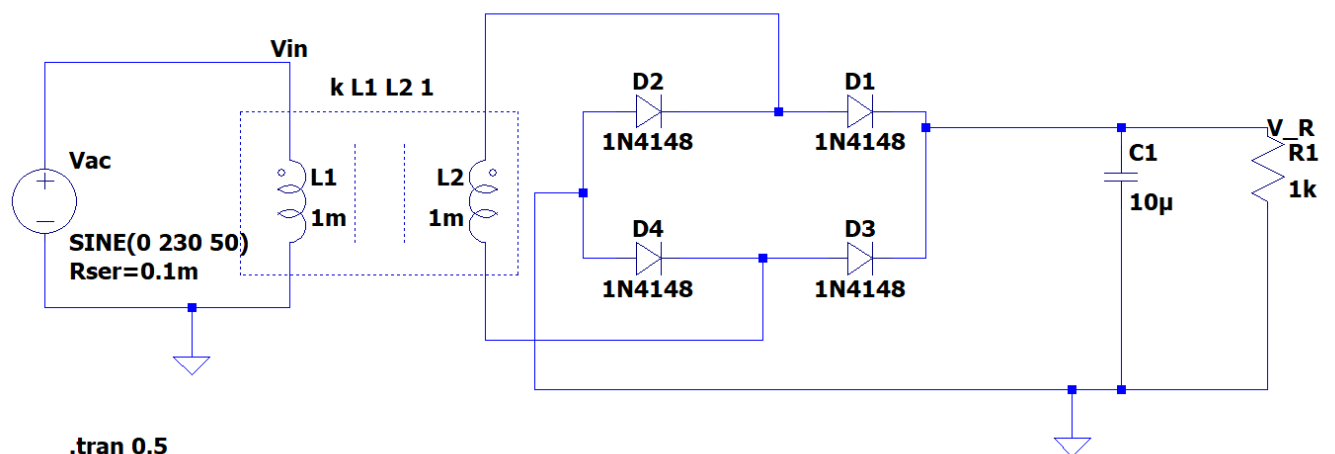 Vin
k L1 L2 1
D2
D1
1N4148
1N4148
V_R
Vac
L1
L2
C1
R1
1m
1m
1k
10µ
D4
D3
SINE(0 230 50)
Rser=0.1m
1N4148
1N4148
.tran 0.5